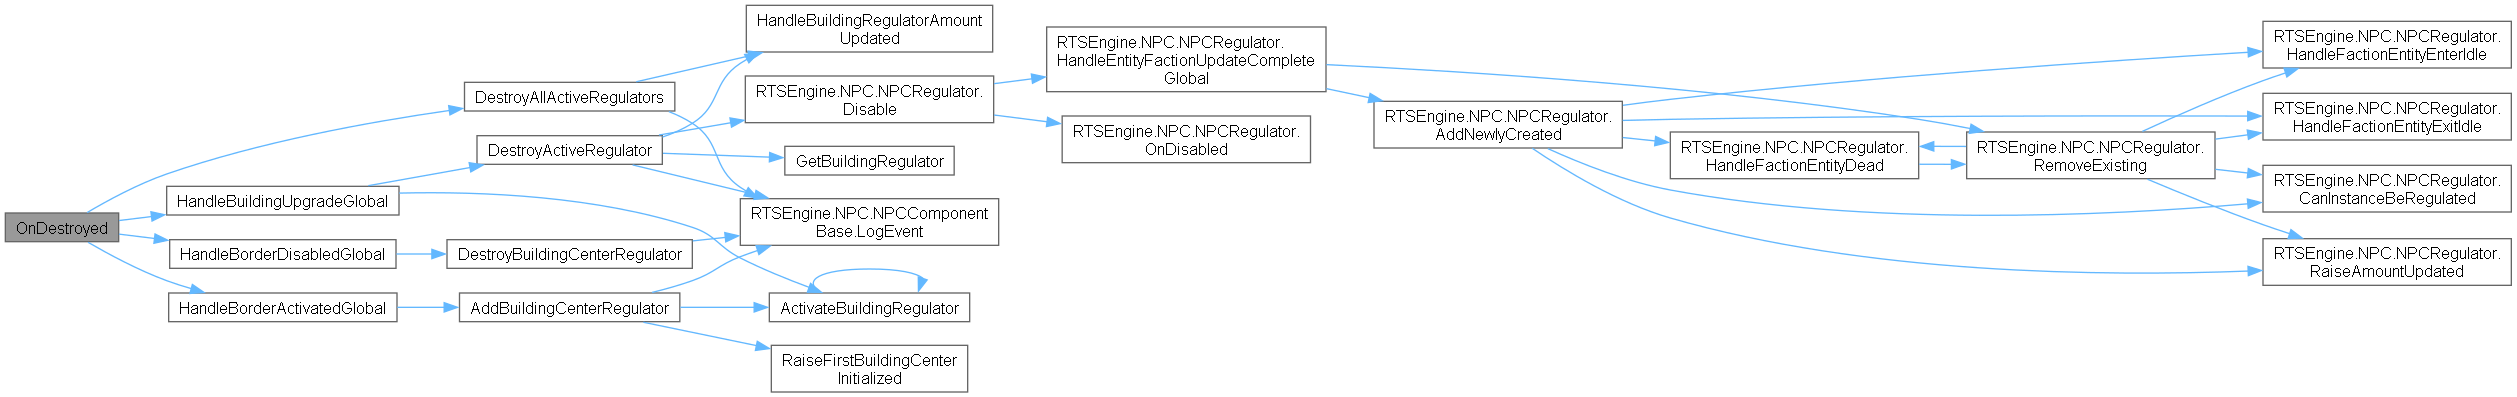 OnDestroyed
DestroyAllActiveRegulators
HandleBuildingUpgradeGlobal
HandleBorderDisabledGlobal
HandleBorderActivatedGlobal
DestroyActiveRegulator
DestroyBuildingCenterRegulator
AddBuildingCenterRegulator
HandleBuildingRegulatorAmount
Updated
RTSEngine.NPC.NPCRegulator.
Disable
GetBuildingRegulator
RTSEngine.NPC.NPCComponent
Base.LogEvent
ActivateBuildingRegulator
RaiseFirstBuildingCenter
Initialized
RTSEngine.NPC.NPCRegulator.
HandleEntityFactionUpdateComplete
Global
RTSEngine.NPC.NPCRegulator.
OnDisabled
RTSEngine.NPC.NPCRegulator.
AddNewlyCreated
RTSEngine.NPC.NPCRegulator.
HandleFactionEntityDead
RTSEngine.NPC.NPCRegulator.
RemoveExisting
RTSEngine.NPC.NPCRegulator.
HandleFactionEntityEnterIdle
RTSEngine.NPC.NPCRegulator.
HandleFactionEntityExitIdle
RTSEngine.NPC.NPCRegulator.
CanInstanceBeRegulated
RTSEngine.NPC.NPCRegulator.
RaiseAmountUpdated